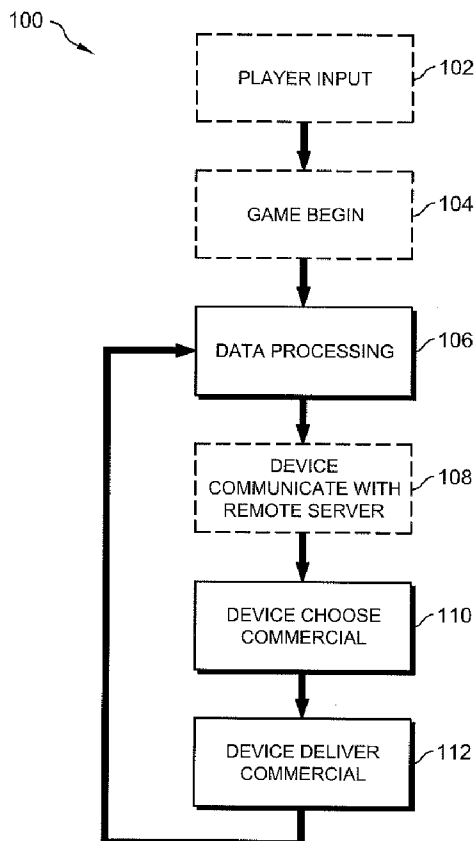 100
PLAYER INPUT
102
GAME BEGIN
104
DATA PROCESSING
106
DEVICE
COMMUNICATE WITH
REMOTE SERVER
108
DEVICE CHOOSE
COMMERCIAL
110
DEVICE DELIVER
COMMERCIAL
112